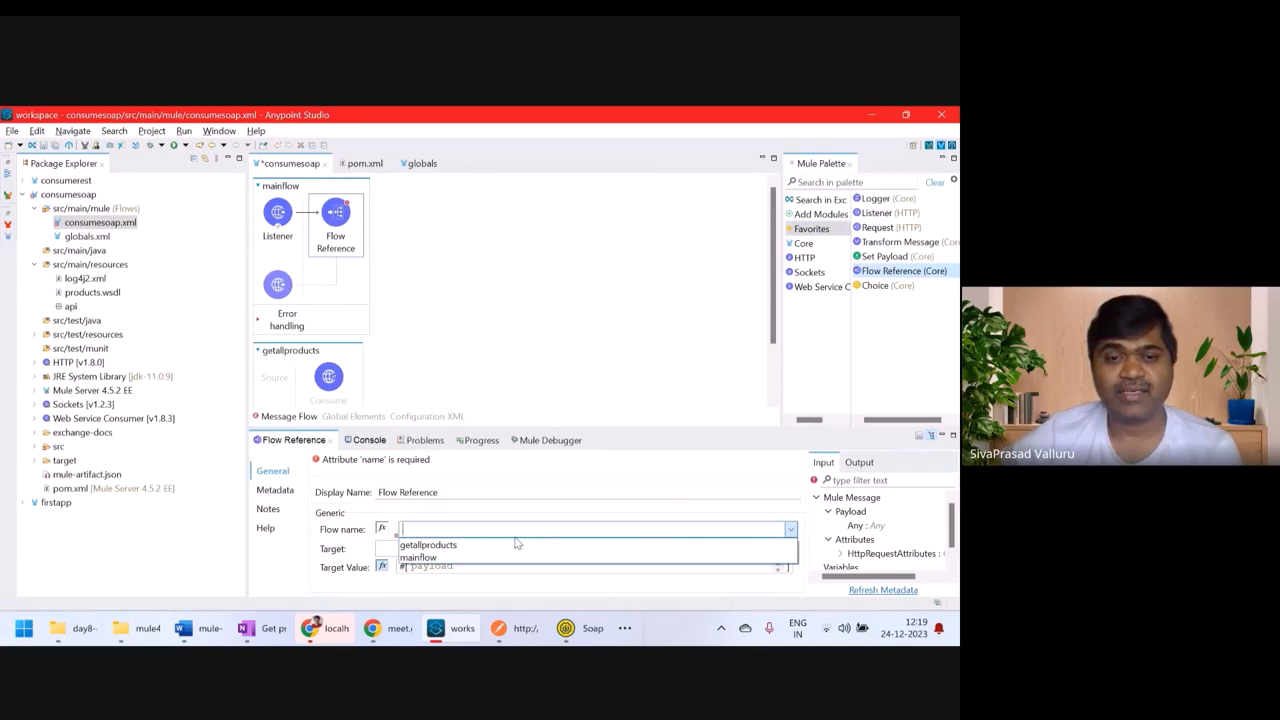 workspace - consumesoap/src/main/mule/consumesoap.xml - Anypoint Studio
File Edit Navigate Search Project Run Window Help
Package Explorer
consumerest
consumesoap
src/main/mule (Flows)
consumesoap.xml
globals.xml
src/main/java
src/main/resources
log4j2.xml
products.wsdl
api
src/test/java
src/test/resources
src/test/munit
HTTP [v1.8.0]
JRE System Library [jdk-11.0.9]
Mule Server 4.5.2 EE
Sockets [v1.2.3]
Web Service Consumer [v1.8.3]
exchange-docs
src
target
mule-artifact.json
pom.xml [Mule Server 4.5.2 EE]
firstapp
*consumesoap
pom.xml
globals
mainflow
Listener
Flow
Reference
Error
handling
getallproducts
Source
Consume
Message Flow Global Elements Configuration XML
Mule Palette
Search in palette
Clear
Search in Exc
Add Modules
Favorites
Core
HTTP
Sockets
Web Service C
Logger (Core)
Listener (HTTP)
Request (HTTP)
Transform Message (Co
Set Payload (Core)
Flow Reference (Core)
Choice (Core)
Flow Reference
Console
Problems
Progress
Mule Debugger
General
Metadata
Notes
Help
Attribute 'name' is required
Display Name: Flow Reference
Generic
Flow name: fx
getallproducts
mainflow
Target:
Target Value: fx #[ payload ]
Input Output
type filter text
Mule Message
Payload
Any : Any
Attributes
HttpRequestAttributes :
Variables
Refresh Metadata
SivaPrasad Valluru
day8-
mule4
mule-
Get p
localh
meet.
works
http:/
Soap
ENG
IN
12:19
24-12-2023